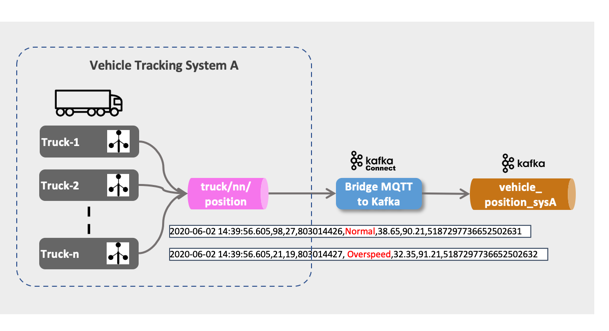 Vehicle Tracking System A
Truck-1
Truck-2
Truck-n
truck/nn/
position
kafka
Connect
Bridge MQTT
to Kafka
kafka
vehicle_
position_sysA
2020-06-02 14:39:56.605,98,27,803014426,Normal,38.65,90.21,5187297736652502631
2020-06-02 14:39:56.605,21,19,803014427, Overspeed,32.35,91.21,5187297736652502632